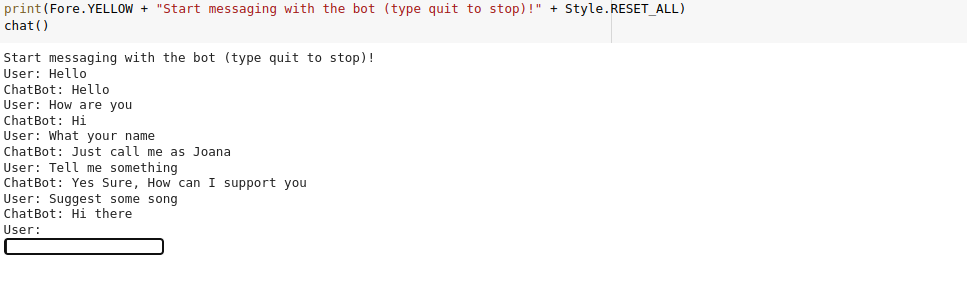 print(Fore.YELLOW + "Start messaging with the bot (type quit to stop)!" + Style.RESET_ALL)
chat()
Start messaging with the bot (type quit to stop)!
User: Hello
ChatBot: Hello
User: How are you
ChatBot: Hi
User: What your name
ChatBot: Just call me as Joana
User: Tell me something
ChatBot: Yes Sure, How can I support you
User: Suggest some song
ChatBot: Hi there
User: